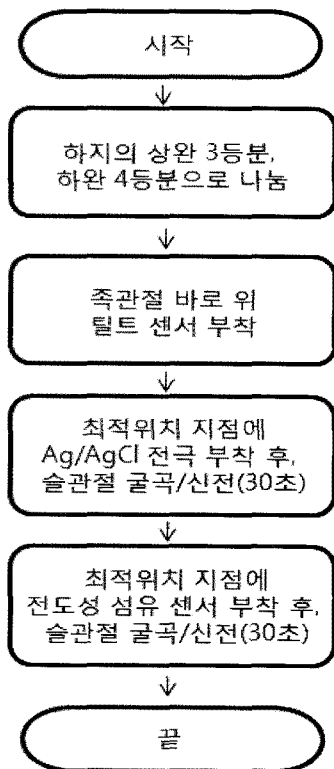 시작
하지의 상완 3등분,
하완 4등분으로 나눔
족관절 바로 위
틸트 센서 부착
최적위치 지점에
Ag/AgCl 전극 부착 후,
슬관절 굴곡/신전(30초)
최적위치 지점에
전도성 섬유 센서 부착 후,
슬관절 굴곡/신전(30초)
끝